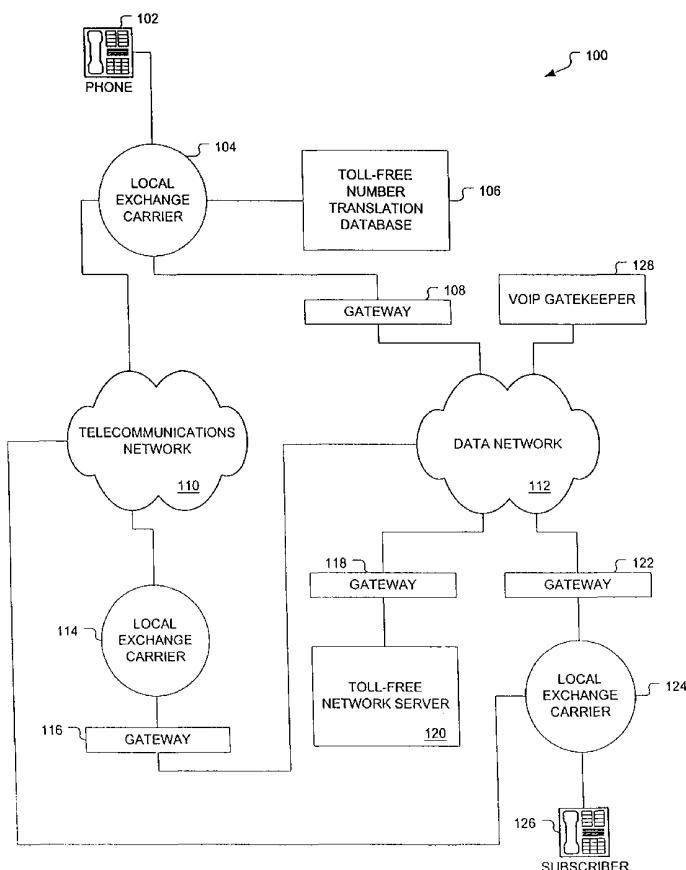 102
PHONE
100
104
LOCAL
EXCHANGE
CARRIER
TOLL-FREE
NUMBER
TRANSLATION
DATABASE
106
108
GATEWAY
128
VOIP GATEKEEPER
TELECOMMUNICATIONS
NETWORK
110
DATA NETWORK
112
118
GATEWAY
122
GATEWAY
114
LOCAL
EXCHANGE
CARRIER
TOLL-FREE
NETWORK SERVER
120
LOCAL
EXCHANGE
CARRIER
124
116
GATEWAY
126
SUBSCRIBER